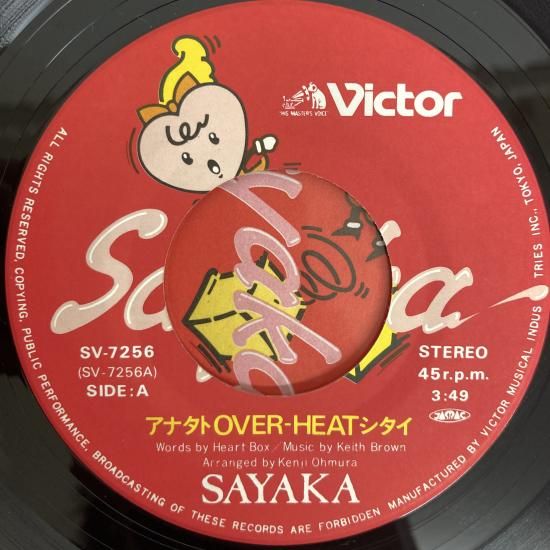 HIS MASTER'S VOICE
Victor
Sayaka
SV-7256
(SV-7256A)
SIDE:A
STEREO
45r.p.m.
3:49
JASRAC
アナタトOVER-HEATシタイ
Words by Heart Box / Music by Keith Brown
Arranged by Kenji Ohmura
SAYAKA
ALL RIGHTS RESERVED, COPYING, PUBLIC PERFORMANCE, BROADCASTING OF THESE RECORDS ARE FORBIDDEN MANUFACTURED BY VICTOR MUSICAL INDUSTRIES INC., TOKYO, JAPAN